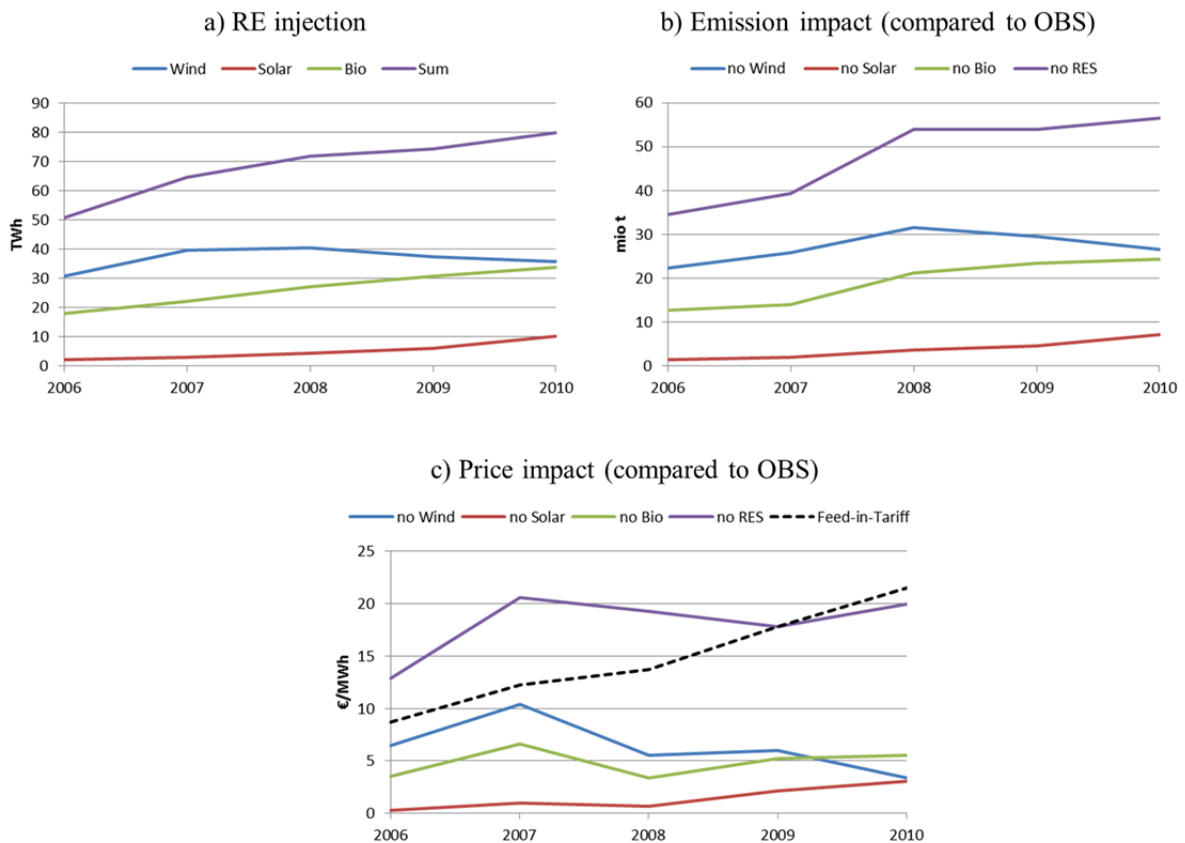 a) RE injection
Wind Solar Bio Sum
90
80
70
60
50
40
30
20
10
0
TWh
2006 2007 2008 2009 2010
b) Emission impact (compared to OBS)
no Wind no Solar no Bio no RES
60
50
40
30
20
10
0
mio t
2006 2007 2008 2009 2010
c) Price impact (compared to OBS)
no Wind no Solar no Bio no RES Feed-in-Tariff
25
20
15
10
5
0
€/MWh
2006 2007 2008 2009 2010